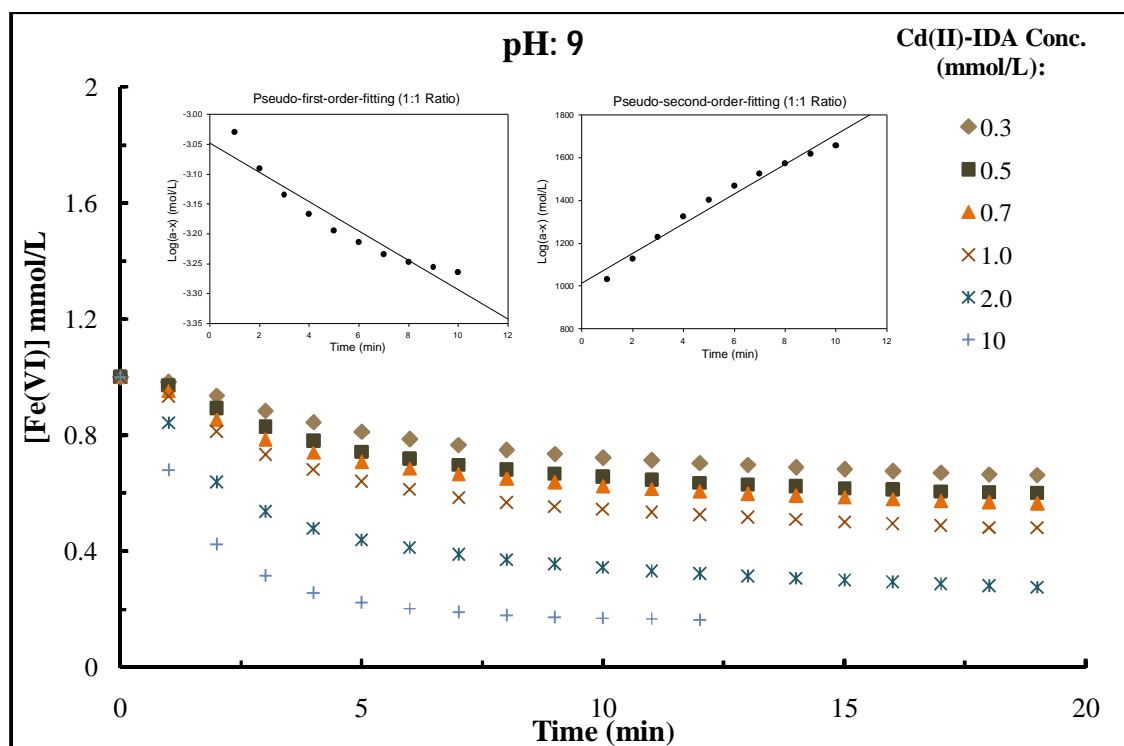 pH: 9
Cd(II)-IDA Conc.
(mmol/L):
0.3
0.5
0.7
1.0
2.0
10
[Fe(VI)] mmol/L
2
1.6
1.2
0.8
0.4
0
Pseudo-first-order-fitting (1:1 Ratio)
Log(a-x) (mol/L)
-3.00
-3.05
-3.10
-3.15
-3.20
-3.25
-3.30
-3.35
0 2 4 6 8 10 12
Time (min)
Pseudo-second-order-fitting (1:1 Ratio)
Log(a-x) mol/L)
1800
1600
1400
1200
1000
800
0 2 4 6 8 10 12
Time (min)
0 5 10 15 20
Time (min)